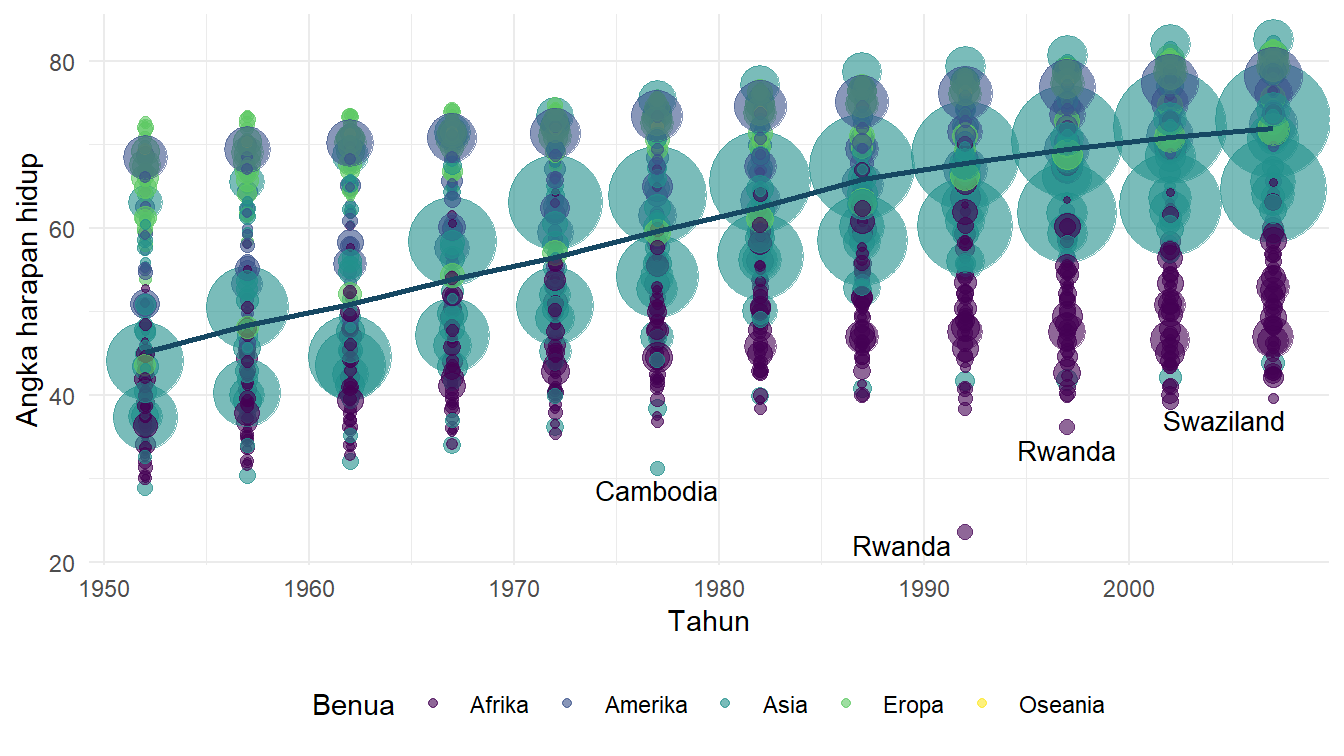 Angka harapan hidup
80
60
40
20
Cambodia
Rwanda
Rwanda
Swaziland
1950 1960 1970 1980 1990 2000
Tahun
Benua Afrika Amerika Asia Eropa Oseania